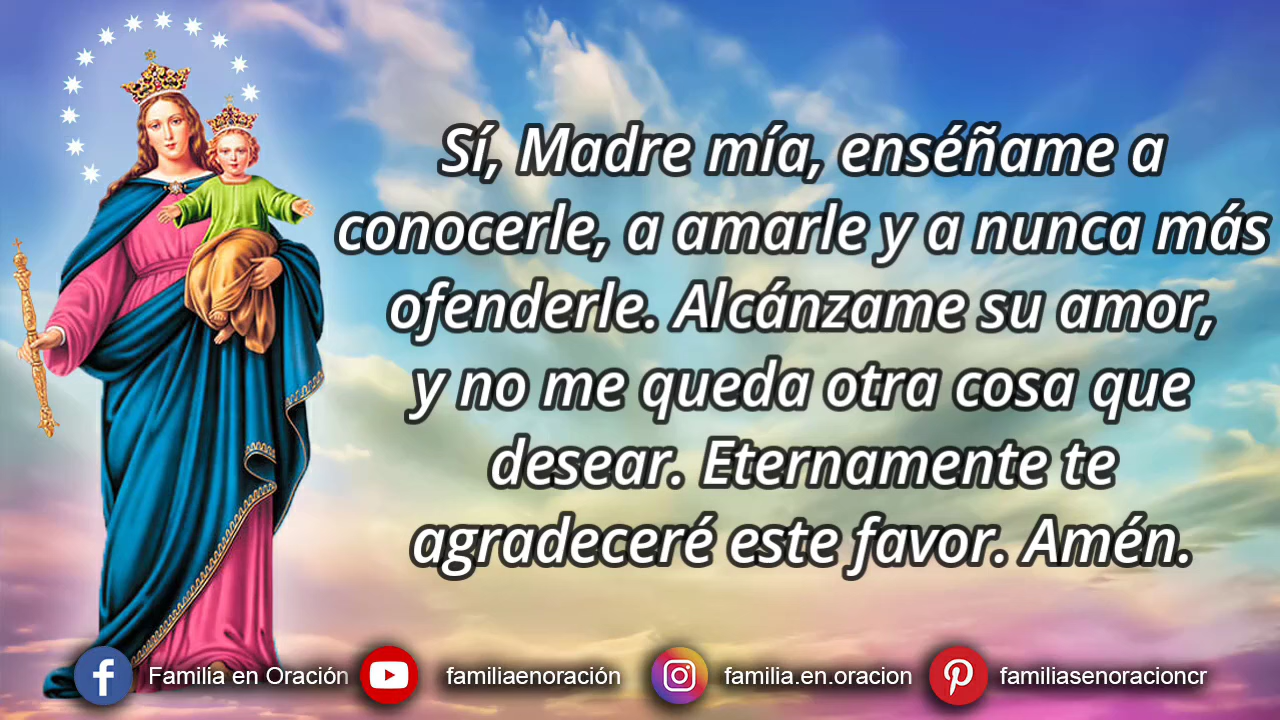 Sí, Madre mía, enséñame a
conocerle, a amarle y a nunca más
ofenderle. Alcánzame su amor,
y no me queda otra cosa que
desear. Eternamente te
agradeceré este favor. Amén.
Familia en Oración
familiaenoración
familia.en.oracion
familiasenoracioncr